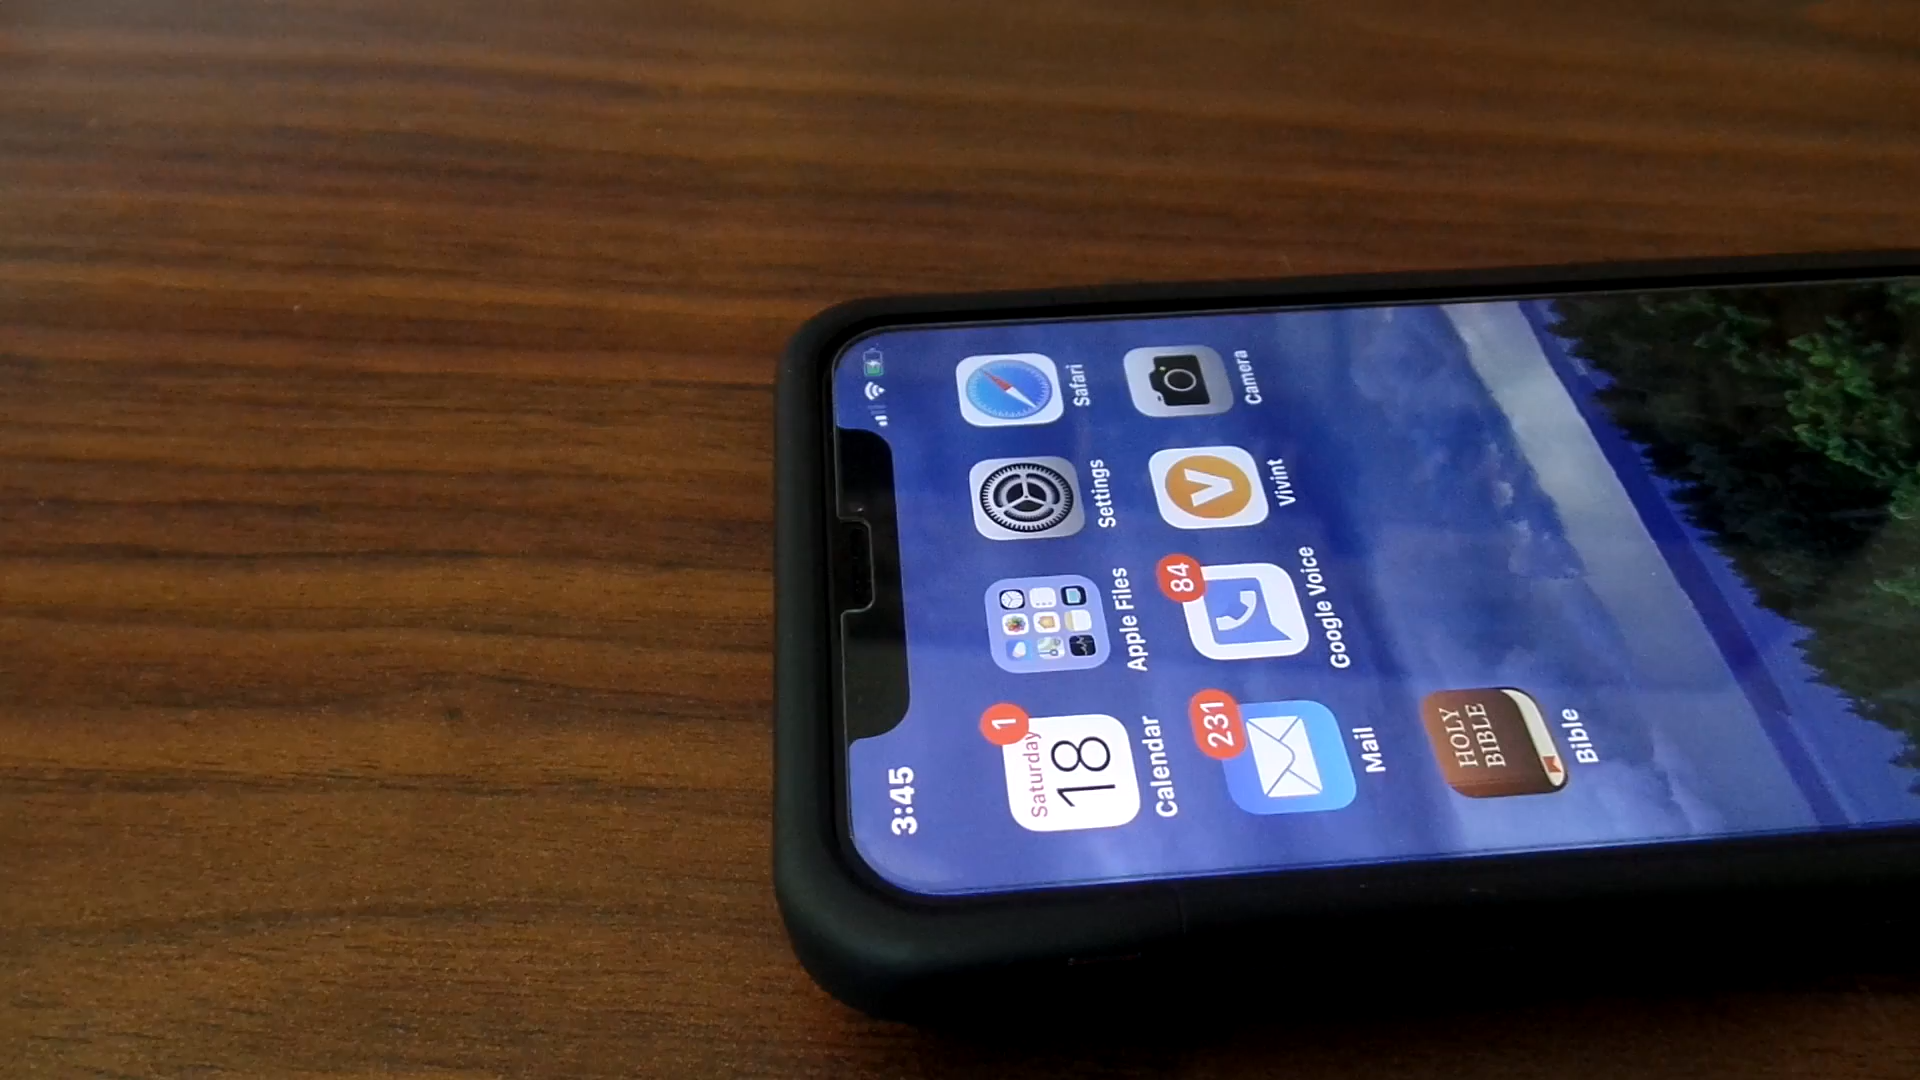 3:45
1
Saturday
18
Calendar
Apple Files
Settings
Safari
231
Mail
84
Google Voice
V
Vivint
Camera
HOLY
BIBLE
Bible